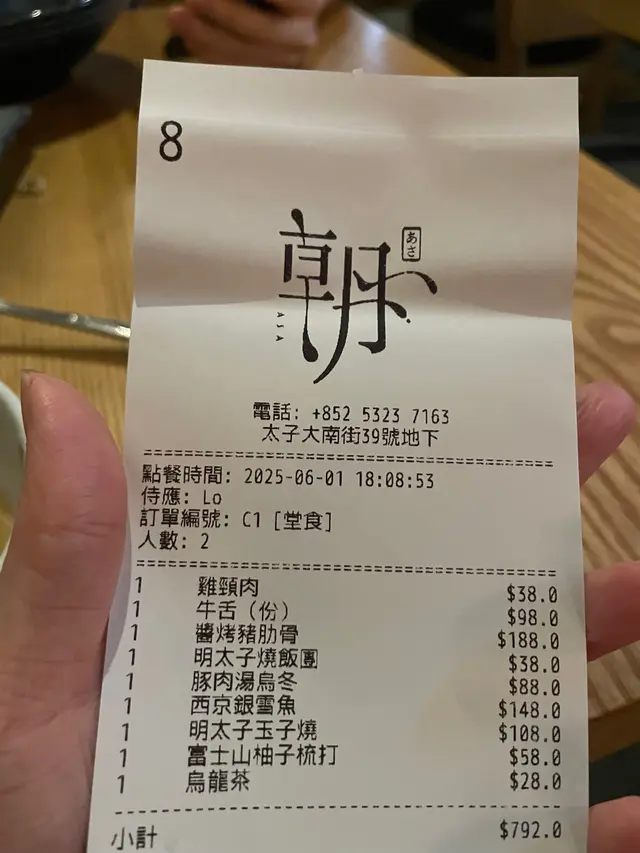 8
朝
あさ
ASA
電話: +852 5323 7163
太子大南街39號地下
點餐時間: 2025-06-01 18:08:53
侍應: Lo
訂單編號: C1 [堂食]
人數: 2
1 雞頸肉 $38.0
1 牛舌（份） $98.0
1 醬烤豬肋骨 $188.0
1 明太子燒飯團 $38.0
1 豚肉湯烏冬 $88.0
1 西京銀雪魚 $148.0
1 明太子玉子燒 $108.0
1 富士山柚子梳打 $58.0
1 烏龍茶 $28.0
小計 $792.0